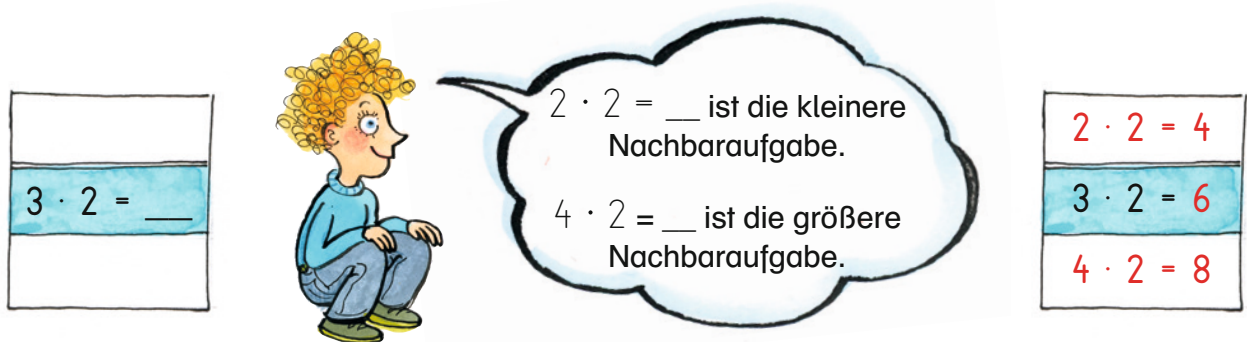 3 · 2 = ___
2 · 2 = __ ist die kleinere
Nachbaraufgabe.
4 · 2 = __ ist die größere
Nachbaraufgabe.
2 · 2 = 4
3 · 2 = 6
4 · 2 = 8